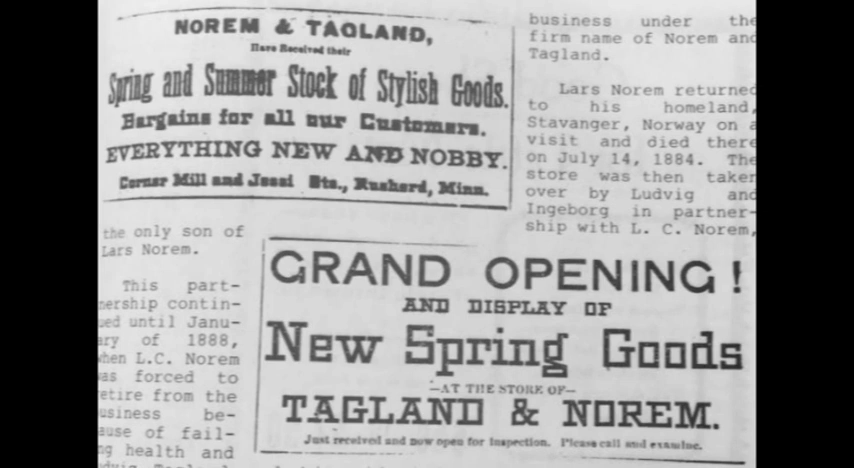 NOREM & TAGLAND,
Have Received their
Spring and Summer Stock of Stylish Goods.
Bargains for all our Customers.
EVERYTHING NEW AND NOBBY.
Corner Mill and Jessi Sts., Rushord, Minn.
business under the
firm name of Norem and
Tagland.
Lars Norem returned
to his homeland,
Stavanger, Norway on a
visit and died there
on July 14, 1884. The
store was then taken
over by Ludvig and
Ingeborg in partner-
ship with L. C. Norem,
the only son of
Lars Norem.
This part-
nership contin-
ued until Janu-
ary of 1888,
when L.C. Norem
was forced to
retire from the
business be-
ause of fail-
ng health and
GRAND OPENING!
AND DISPLAY OF
New Spring Goods
—AT THE STORE OF—
TAGLAND & NOREM.
Just received and now open for inspection. Please call and examine.